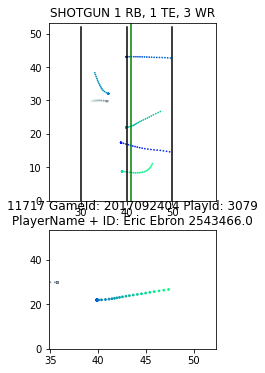 SHOTGUN 1 RB, 1 TE, 3 WR
50
40
30
20
10
0
30 40 50
11717 GameId: 2017092404 PlayId: 3079
PlayerName + ID: Eric Ebron 2543466.0
40
20
0
35 40 45 50